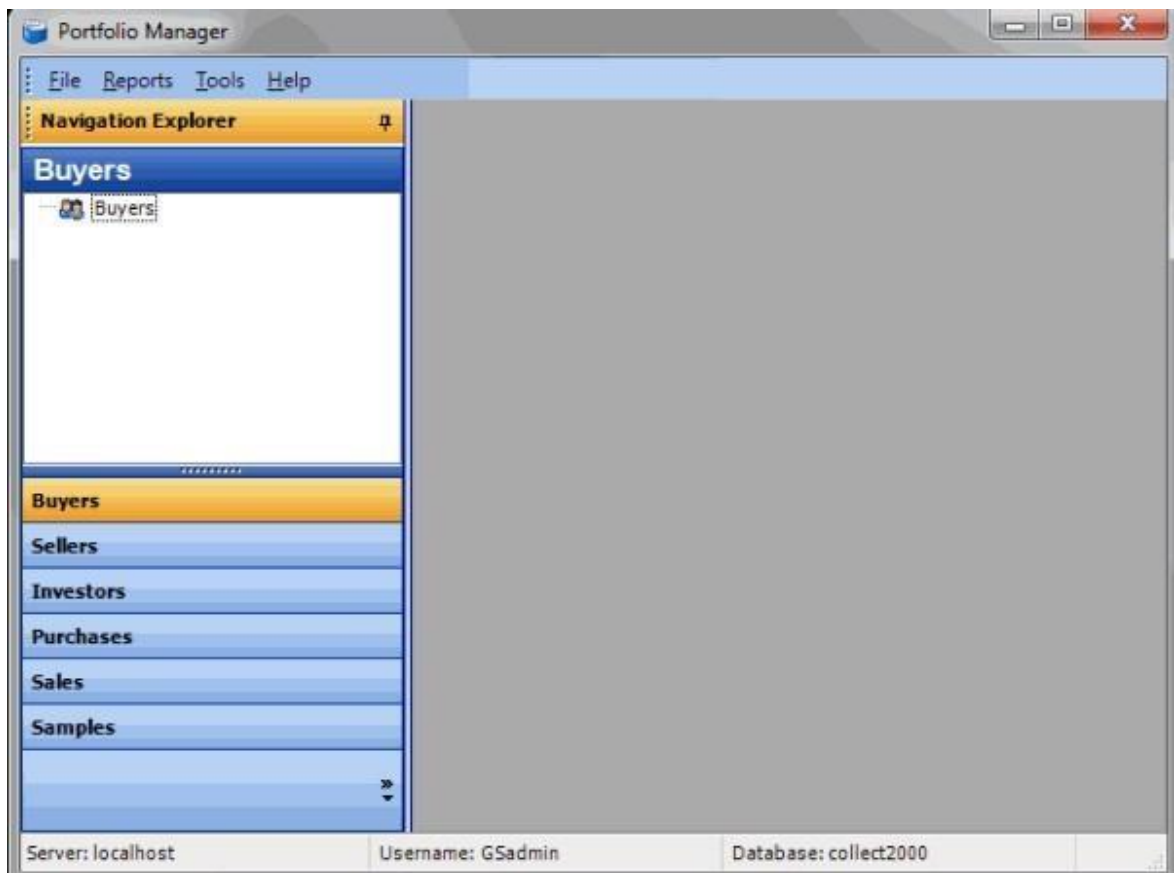 Portfolio Manager
File Reports Tools Help
Navigation Explorer
Buyers
Buyers
Buyers
Sellers
Investors
Purchases
Sales
Samples
Server: localhost Username: GSadmin Database: collect2000